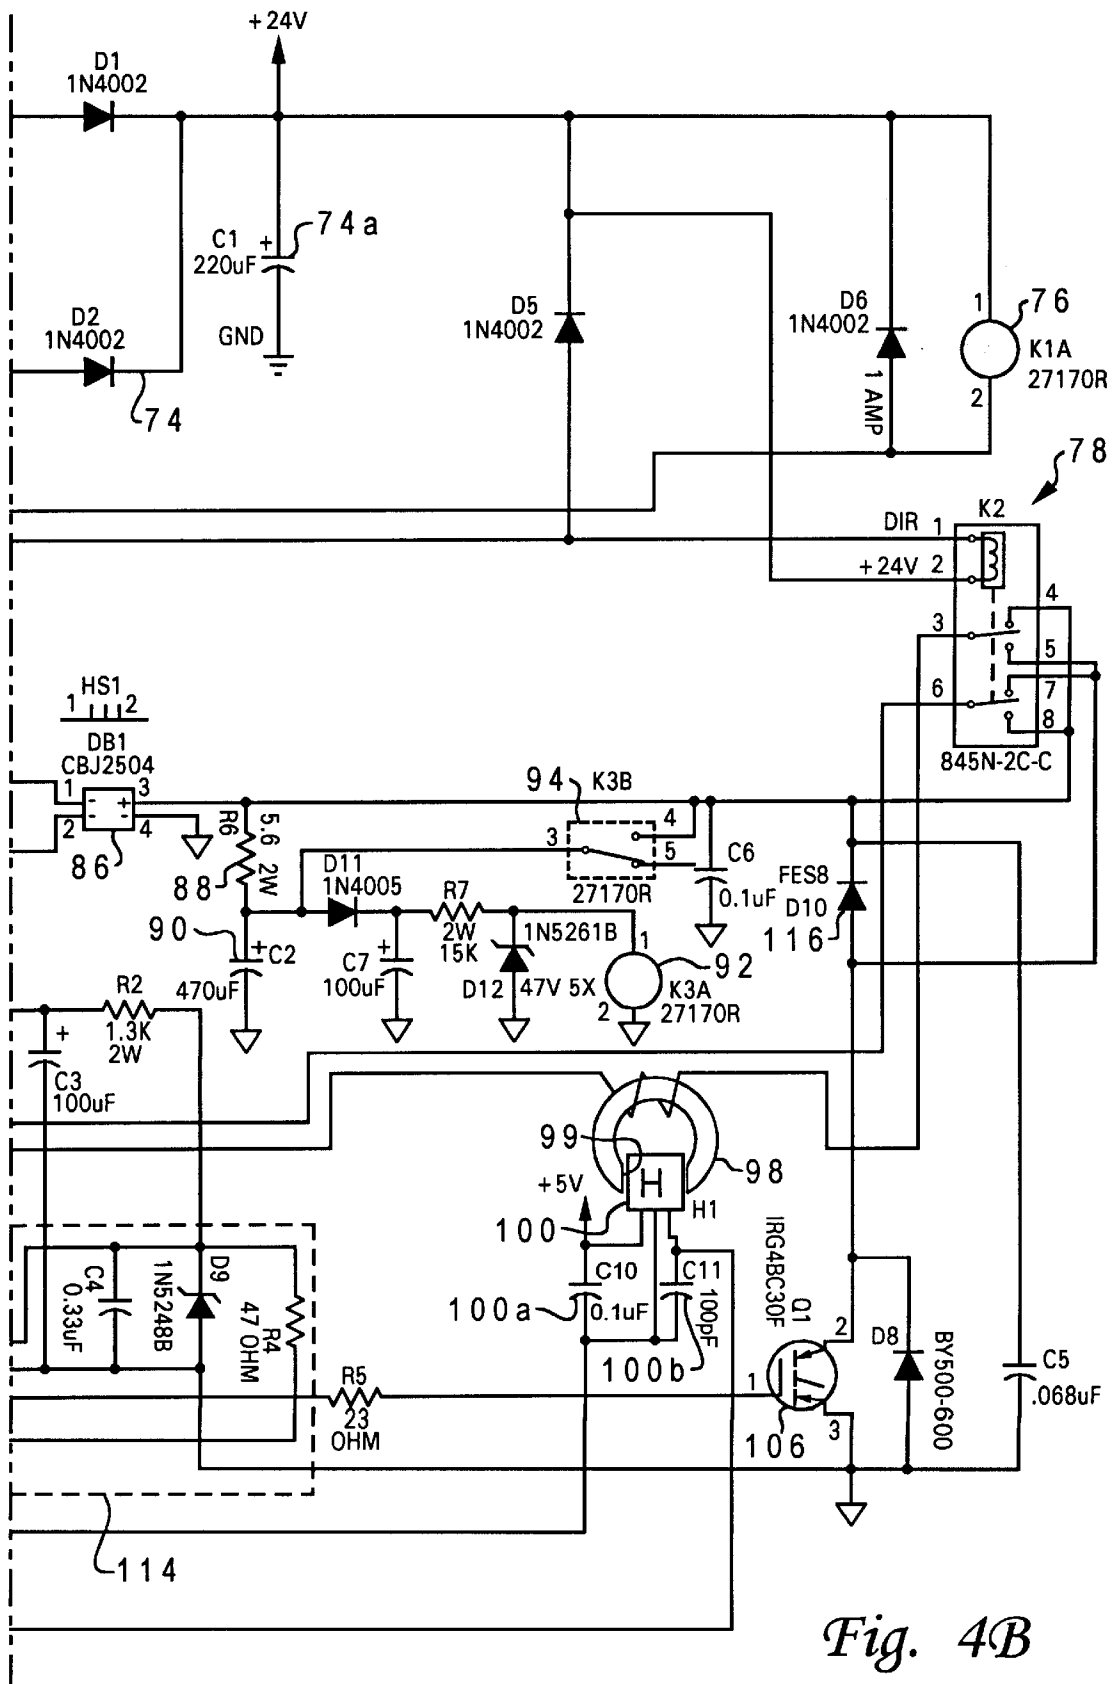 +24V
D1
1N4002
74a
C1
+
220uF
GND
D2
1N4002
74
D5
1N4002
D6
1N4002
1 AMP
1
76
K1A
27170R
2
78
K2
DIR 1
+24V 2
3
4
5
6
7
8
845N-2C-C
HS1
1 2
DB1
CBJ2504
1 - + 3
2 - 4
86
R6
5.6
2W
88
94 K3B
3
4
5
27170R
C6
0.1uF
FES8
D10
116
D11
1N4005
R7
2W
15K
90
+
C2
470uF
+
C7
100uF
1N5261B
D12 47V 5X
1
92
K3A
2
27170R
R2
1.3K
2W
+
C3
100uF
99
98
+5V
H
100
H1
C10
0.1uF
100a
C11
100pF
100b
IRG4BC30F
Q1
1
2
3
106
D8
BY500-600
C5
.068uF
C4
0.33uF
1N5248B
D9
47 OHM
R4
R5
23
OHM
114
Fig. 4B